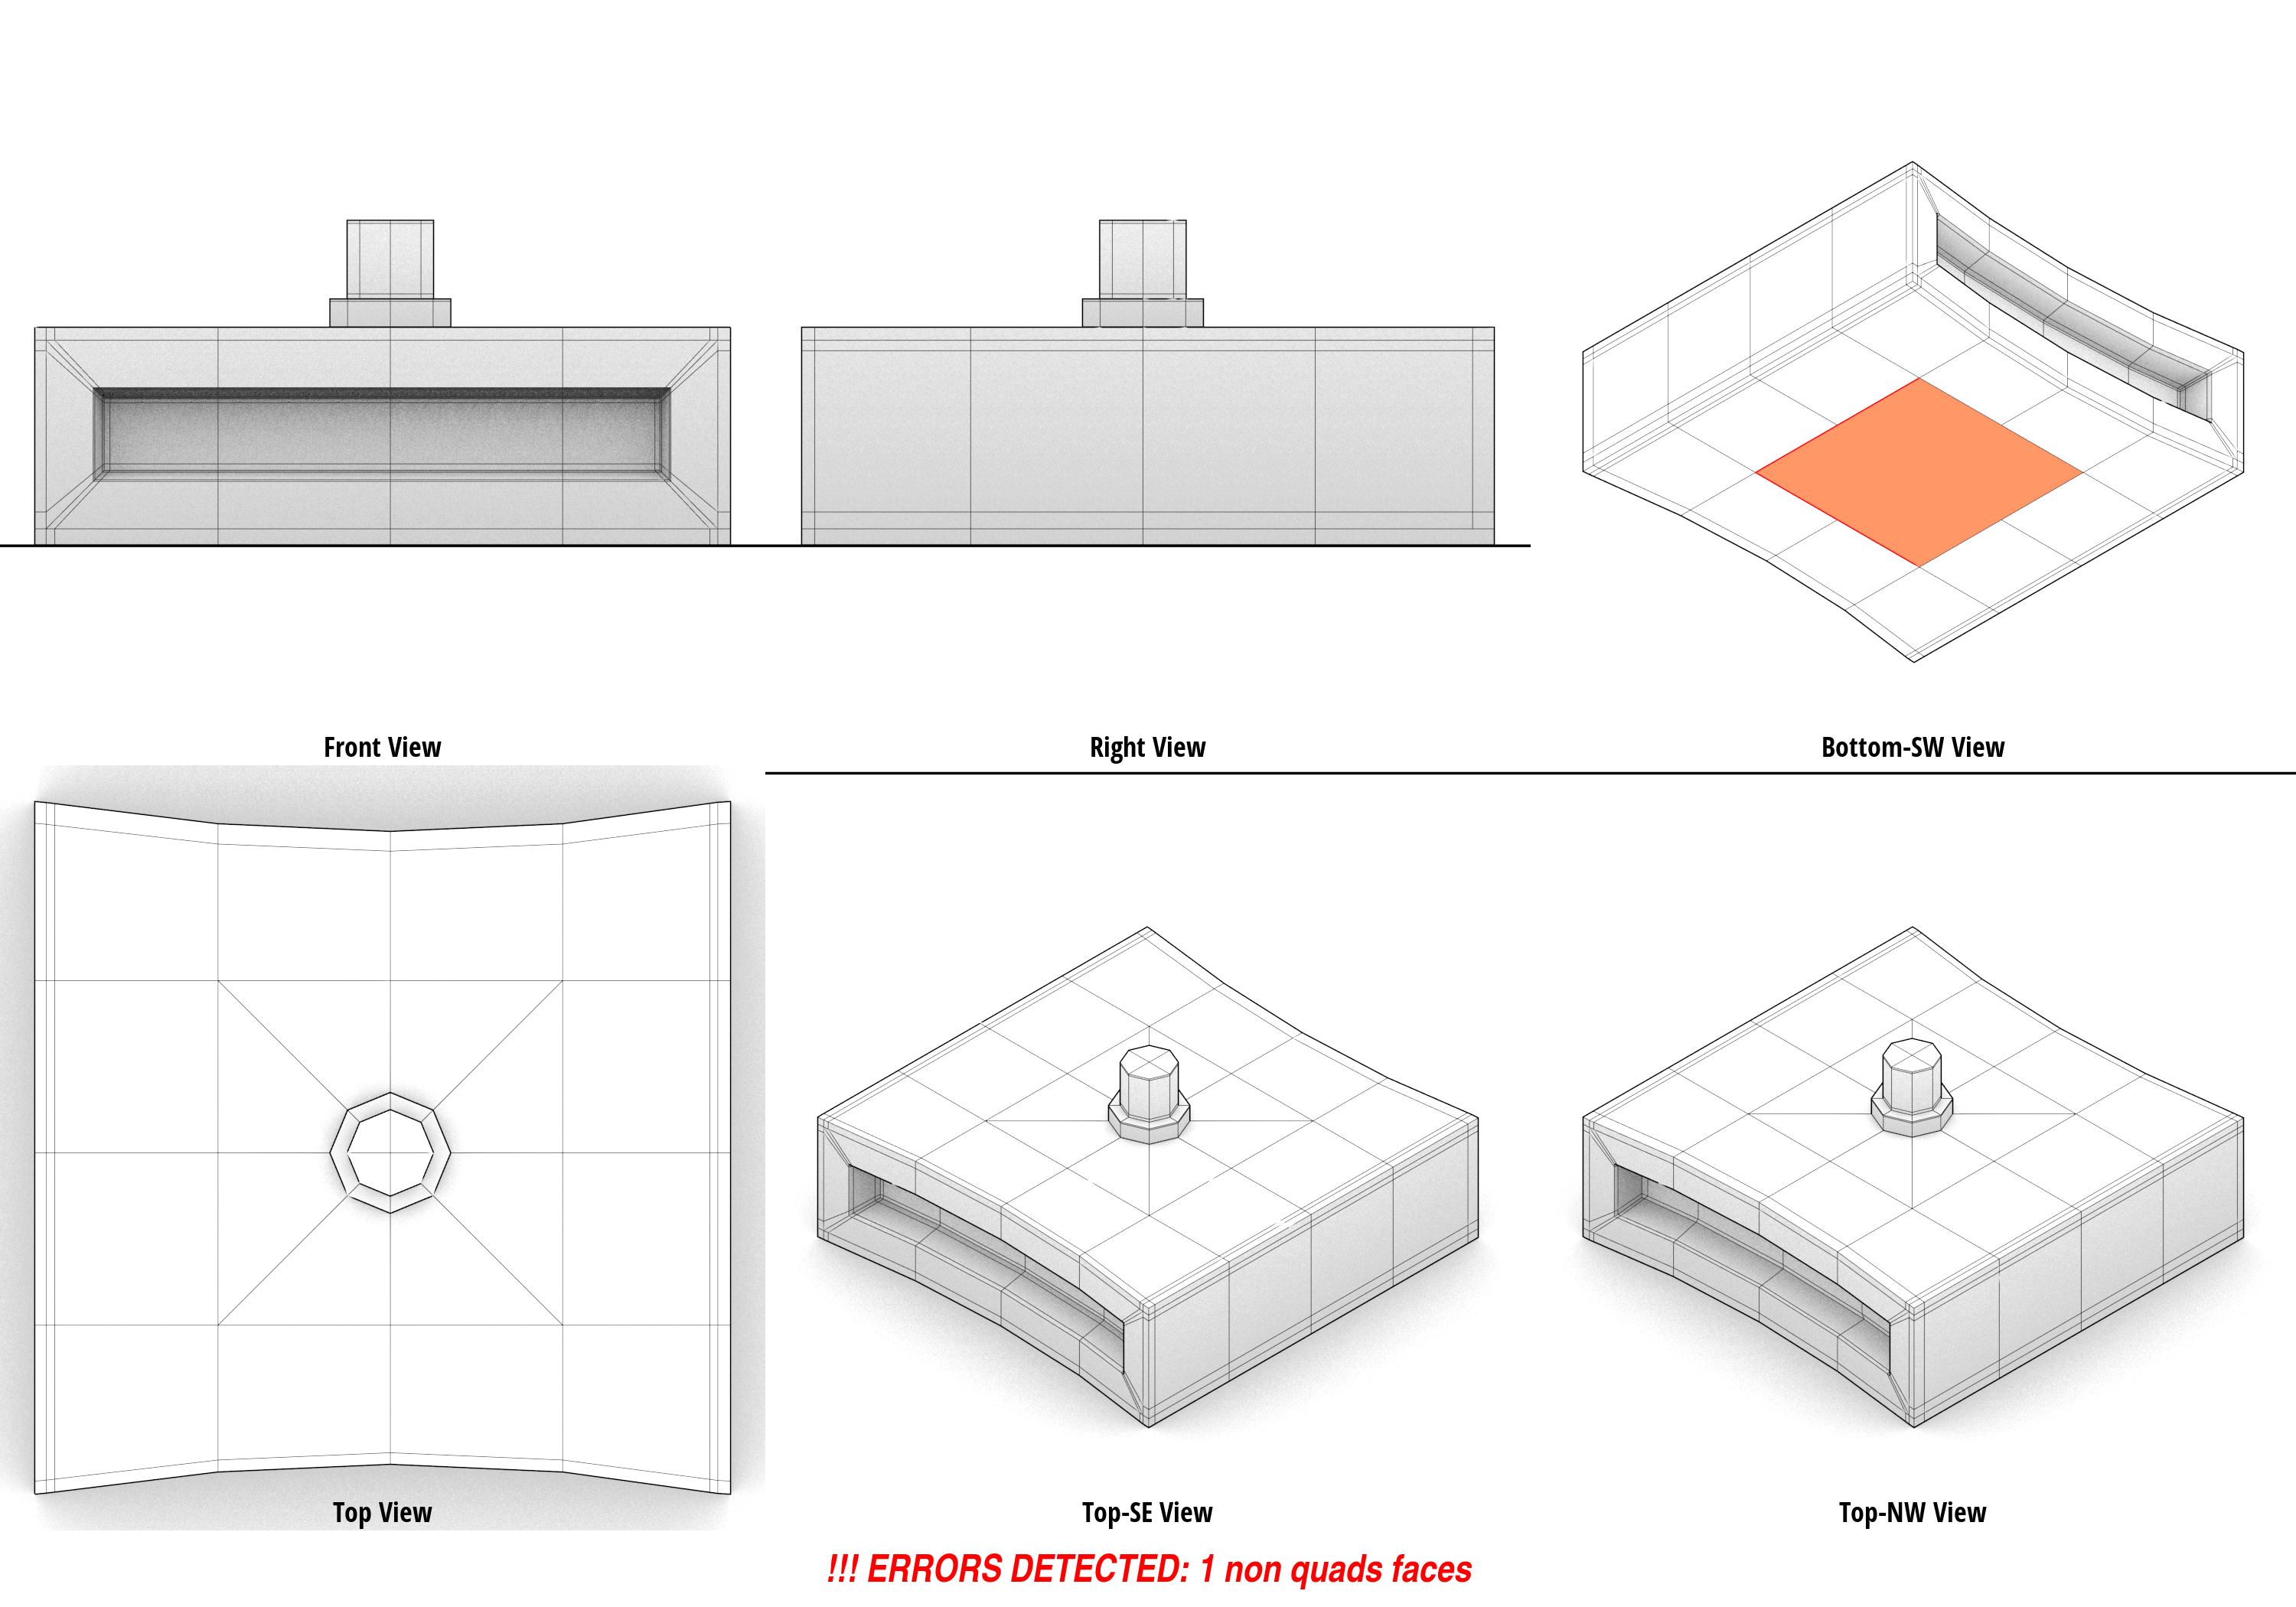 Front View
Right View
Bottom-SW View
Top View
Top-SE View
Top-NW View
!!! ERRORS DETECTED: 1 non quads faces